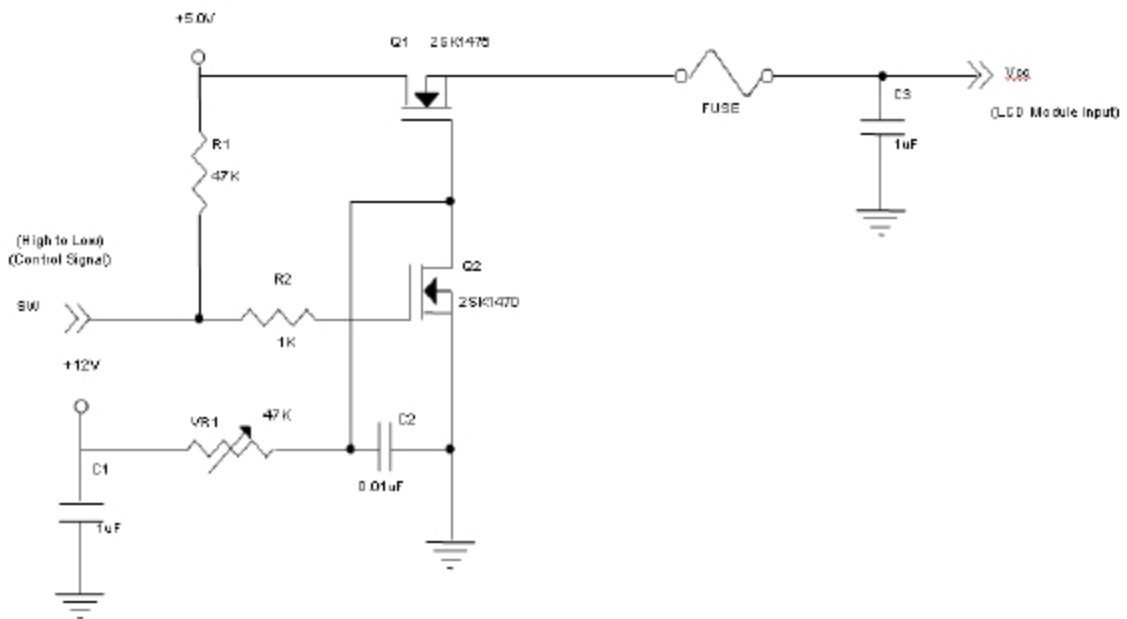 +5.0V
Q1 2SK1475
FUSE
C3
1uF
(LCD Module Input)
R1
47K
(High to Low)
(Control Signal)
SW
R2
1K
Q2
2SK1470
+12V
VR1
47K
C2
0.01uF
C1
1uF